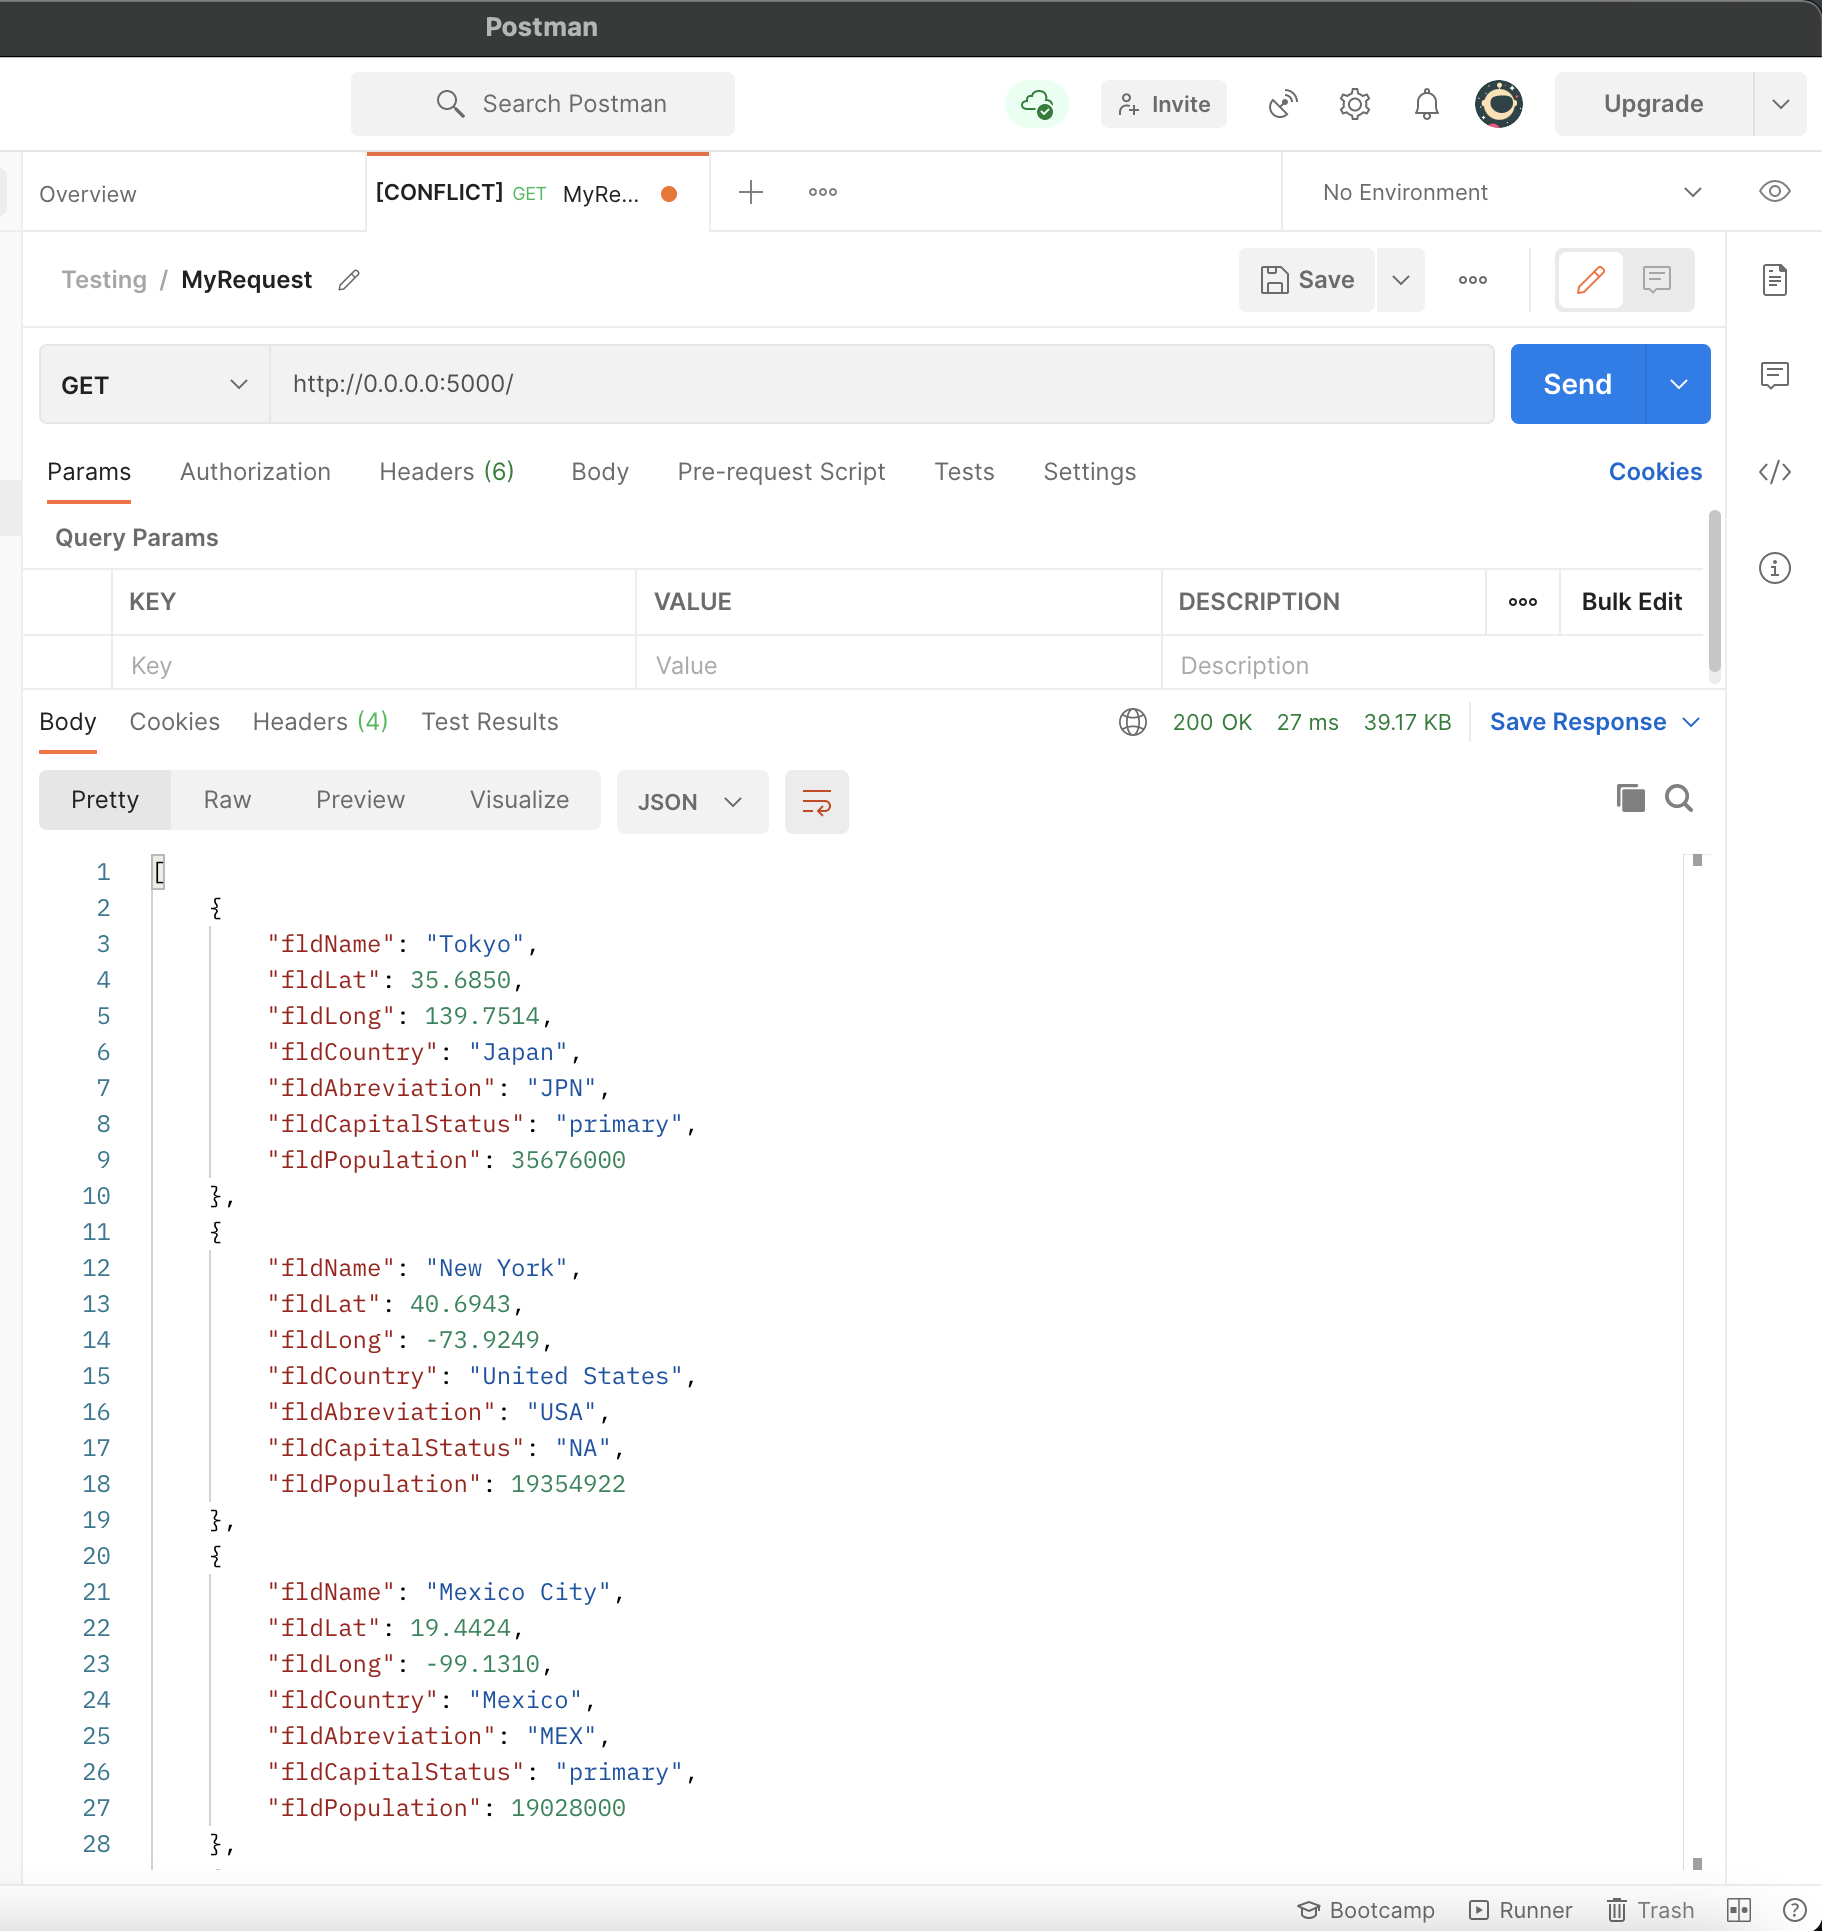 Postman
Search Postman
Invite
Upgrade
Overview
[CONFLICT] GET MyRe...
No Environment
Testing / MyRequest
Save
GET
http://0.0.0.0:5000/
Send
Params Authorization Headers (6) Body Pre-request Script Tests Settings Cookies
Query Params
KEY VALUE DESCRIPTION Bulk Edit
Key Value Description
Body Cookies Headers (4) Test Results 200 OK 27 ms 39.17 KB Save Response
Pretty Raw Preview Visualize JSON
1 [
2 {
3 "fldName": "Tokyo",
4 "fldLat": 35.6850,
5 "fldLong": 139.7514,
6 "fldCountry": "Japan",
7 "fldAbreviation": "JPN",
8 "fldCapitalStatus": "primary",
9 "fldPopulation": 35676000
10 },
11 {
12 "fldName": "New York",
13 "fldLat": 40.6943,
14 "fldLong": -73.9249,
15 "fldCountry": "United States",
16 "fldAbreviation": "USA",
17 "fldCapitalStatus": "NA",
18 "fldPopulation": 19354922
19 },
20 {
21 "fldName": "Mexico City",
22 "fldLat": 19.4424,
23 "fldLong": -99.1310,
24 "fldCountry": "Mexico",
25 "fldAbreviation": "MEX",
26 "fldCapitalStatus": "primary",
27 "fldPopulation": 19028000
28 },
Bootcamp Runner Trash